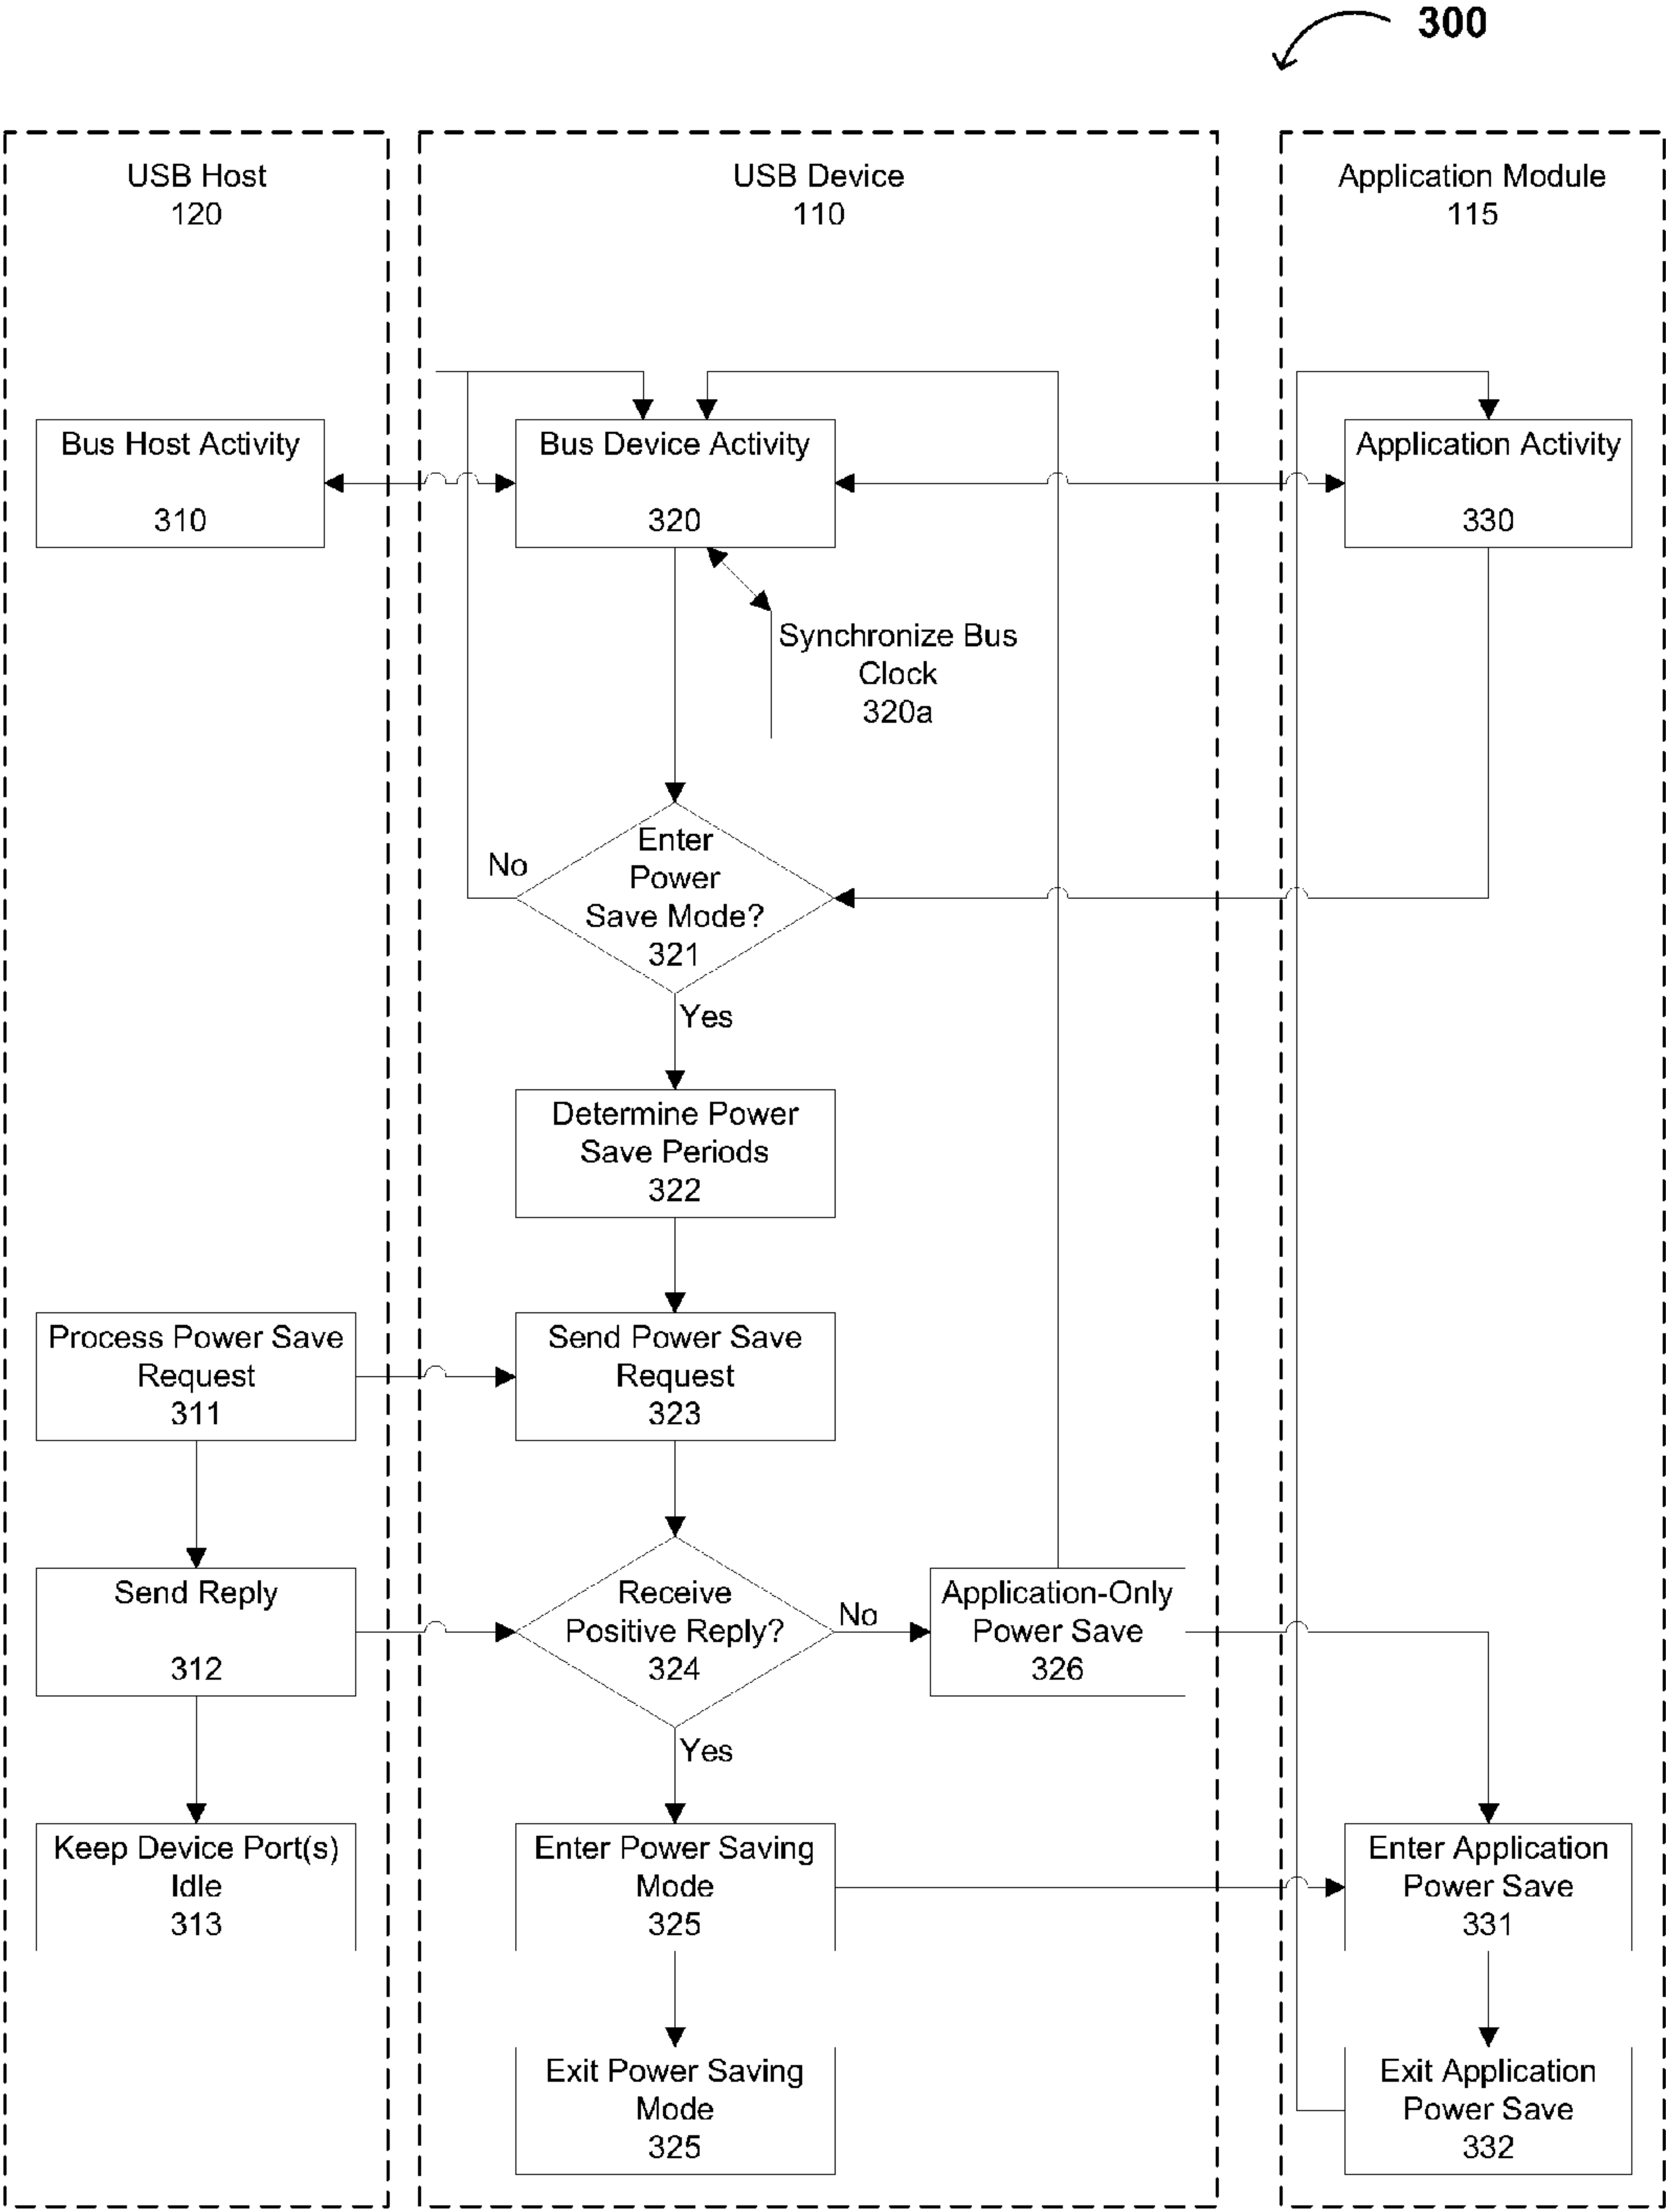 300
USB Host
120
USB Device
110
Application Module
115
Bus Host Activity
310
Bus Device Activity
320
Application Activity
330
Synchronize Bus
Clock
320a
Enter
Power
Save Mode?
321
No
Yes
Determine Power
Save Periods
322
Process Power Save
Request
311
Send Power Save
Request
323
Send Reply
312
Receive
Positive Reply?
324
No
Yes
Application-Only
Power Save
326
Keep Device Port(s)
Idle
313
Enter Power Saving
Mode
325
Enter Application
Power Save
331
Exit Power Saving
Mode
325
Exit Application
Power Save
332